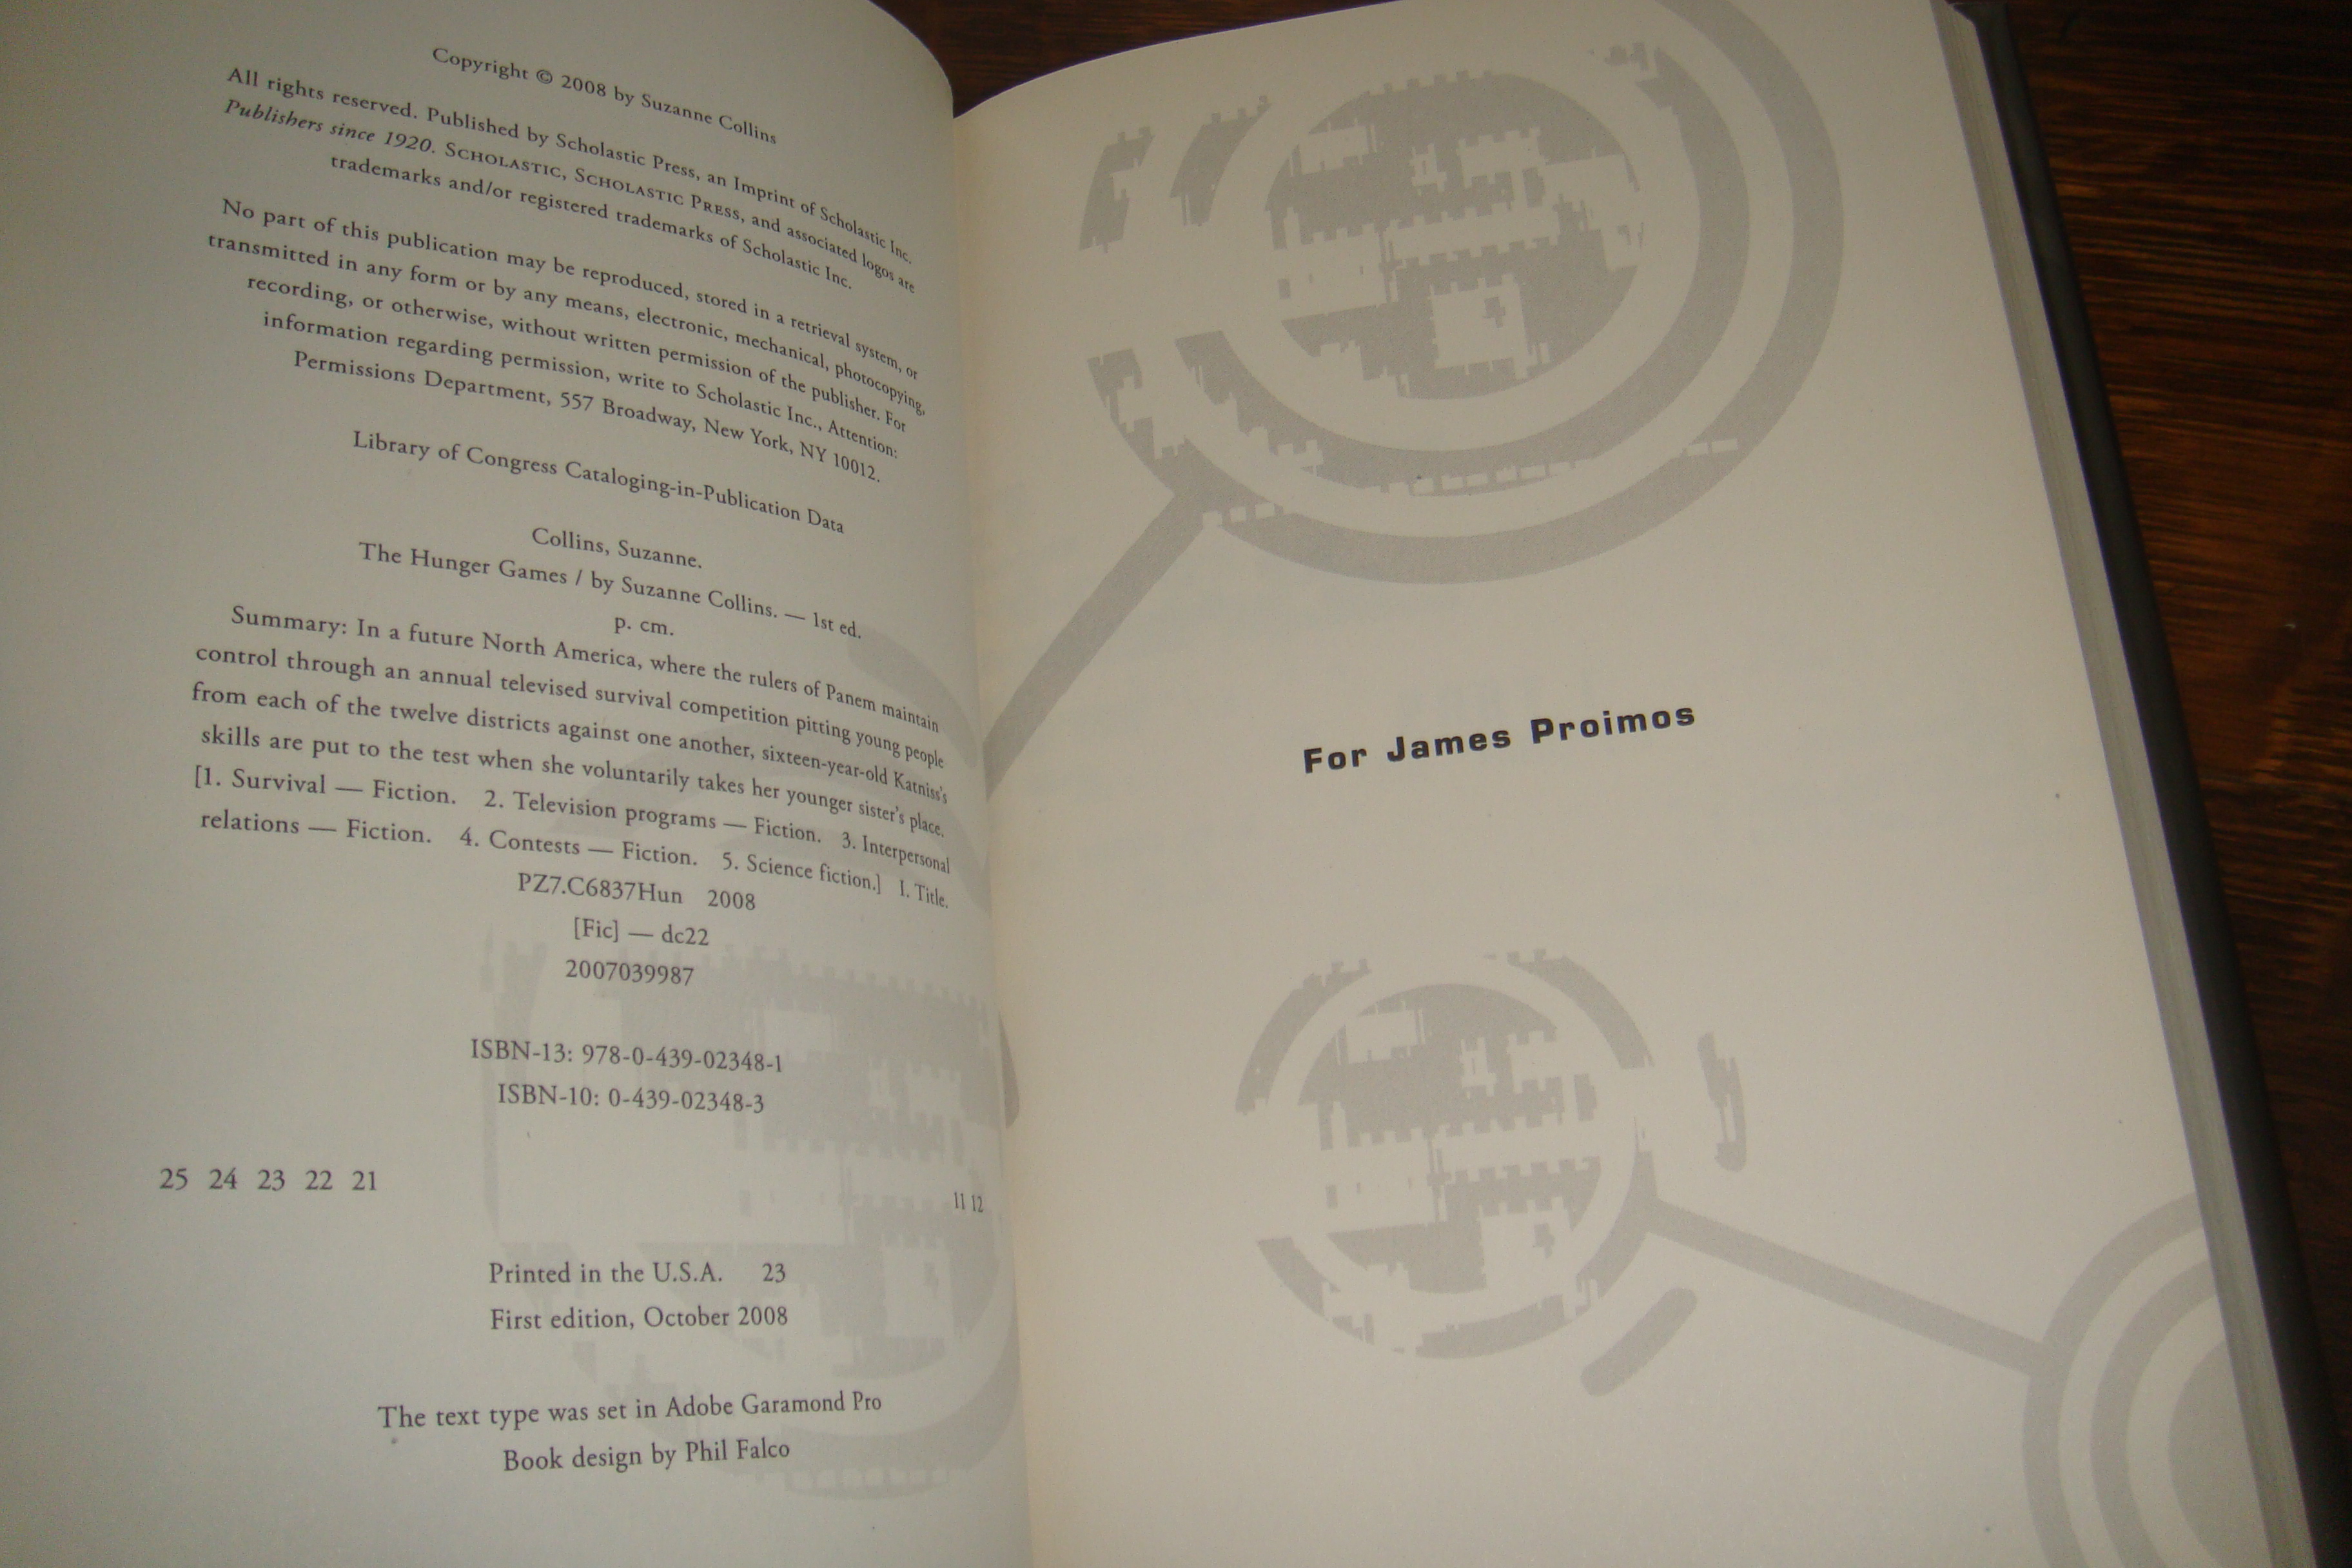 Copyright © 2008 by Suzanne Collins
All rights reserved. Published by Scholastic Press, an Imprint of Scholastic Inc.
Publishers since 1920. SCHOLASTIC, SCHOLASTIC PRESS, and associated logos are
trademarks and/or registered trademarks of Scholastic Inc.
No part of this publication may be reproduced, stored in a retrieval system, or
transmitted in any form or by any means, electronic, mechanical, photocopying,
recording, or otherwise, without written permission of the publisher. For
information regarding permission, write to Scholastic Inc., Attention:
Permissions Department, 557 Broadway, New York, NY 10012.
Library of Congress Cataloging-in-Publication Data
Collins, Suzanne.
The Hunger Games / by Suzanne Collins. — 1st ed.
p. cm.
Summary: In a future North America, where the rulers of Panem maintain
control through an annual televised survival competition pitting young people
from each of the twelve districts against one another, sixteen-year-old Katniss's
skills are put to the test when she voluntarily takes her younger sister's place.
[1. Survival — Fiction. 2. Television programs — Fiction. 3. Interpersonal
relations — Fiction. 4. Contests — Fiction. 5. Science fiction.] I. Title.
PZ7.C6837Hun 2008
[Fic] — dc22
2007039987
ISBN-13: 978-0-439-02348-1
ISBN-10: 0-439-02348-3
25 24 23 22 21 11 12
Printed in the U.S.A. 23
First edition, October 2008
The text type was set in Adobe Garamond Pro
Book design by Phil Falco
For James Proimos